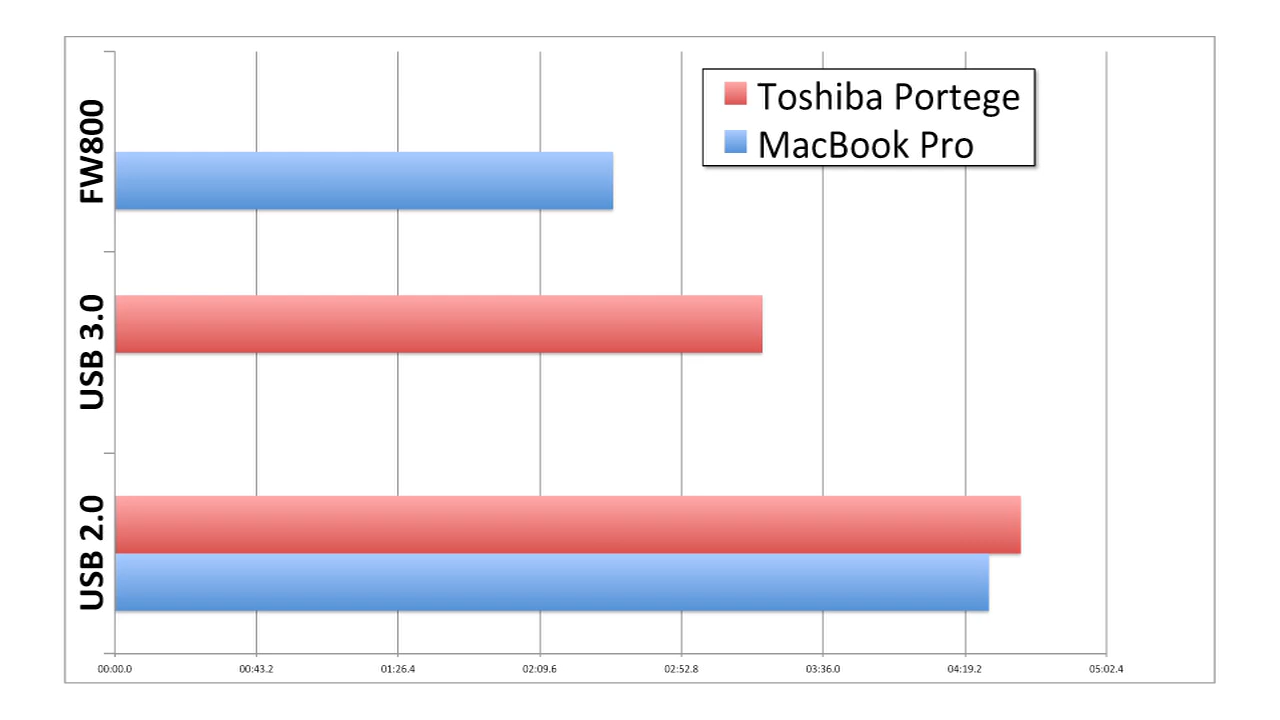 Toshiba Portege
MacBook Pro
FW800
USB 3.0
USB 2.0
00:00.0 00:43.2 01:26.4 02:09.6 02:52.8 03:36.0 04:19.2 05:02.4